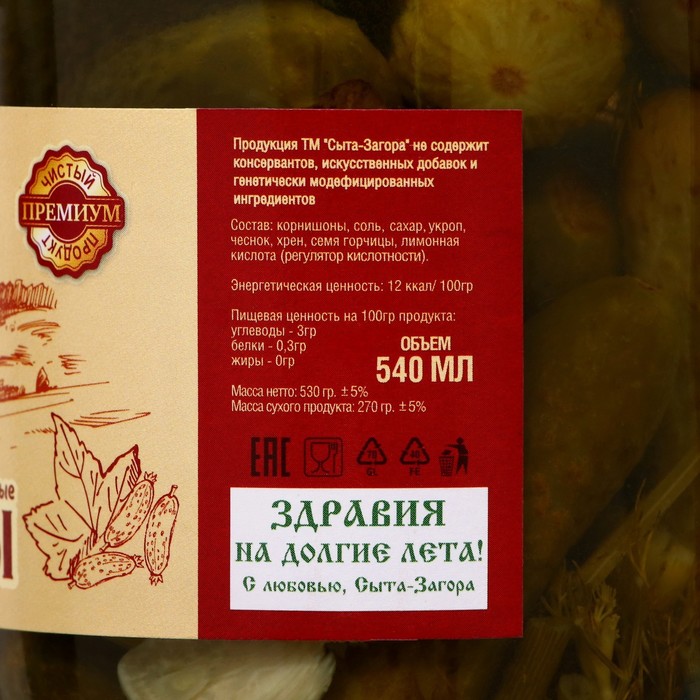 ЧИСТЫЙ
ПРЕМИУМ
ПРОДУКТ
Продукция ТМ "Сыта-Загора" не содержит
консервантов, искусственных добавок и
генетически модефицированных
ингредиентов
Состав: корнишоны, соль, сахар, укроп,
чеснок, хрен, семя горчицы, лимонная
кислота (регулятор кислотности).
Энергетическая ценность: 12 ккал/ 100гр
Пищевая ценность на 100гр продукта:
углеводы - 3гр
белки - 0,3гр
жиры - 0гр
ОБЪЕМ
540 МЛ
Масса нетто: 530 гр. ±5%
Масса сухого продукта: 270 гр. ±5%
EAC
ЗДРАВИЯ
НА ДОЛГИЕ ЛЕТА!
С любовью, Сыта-Загора